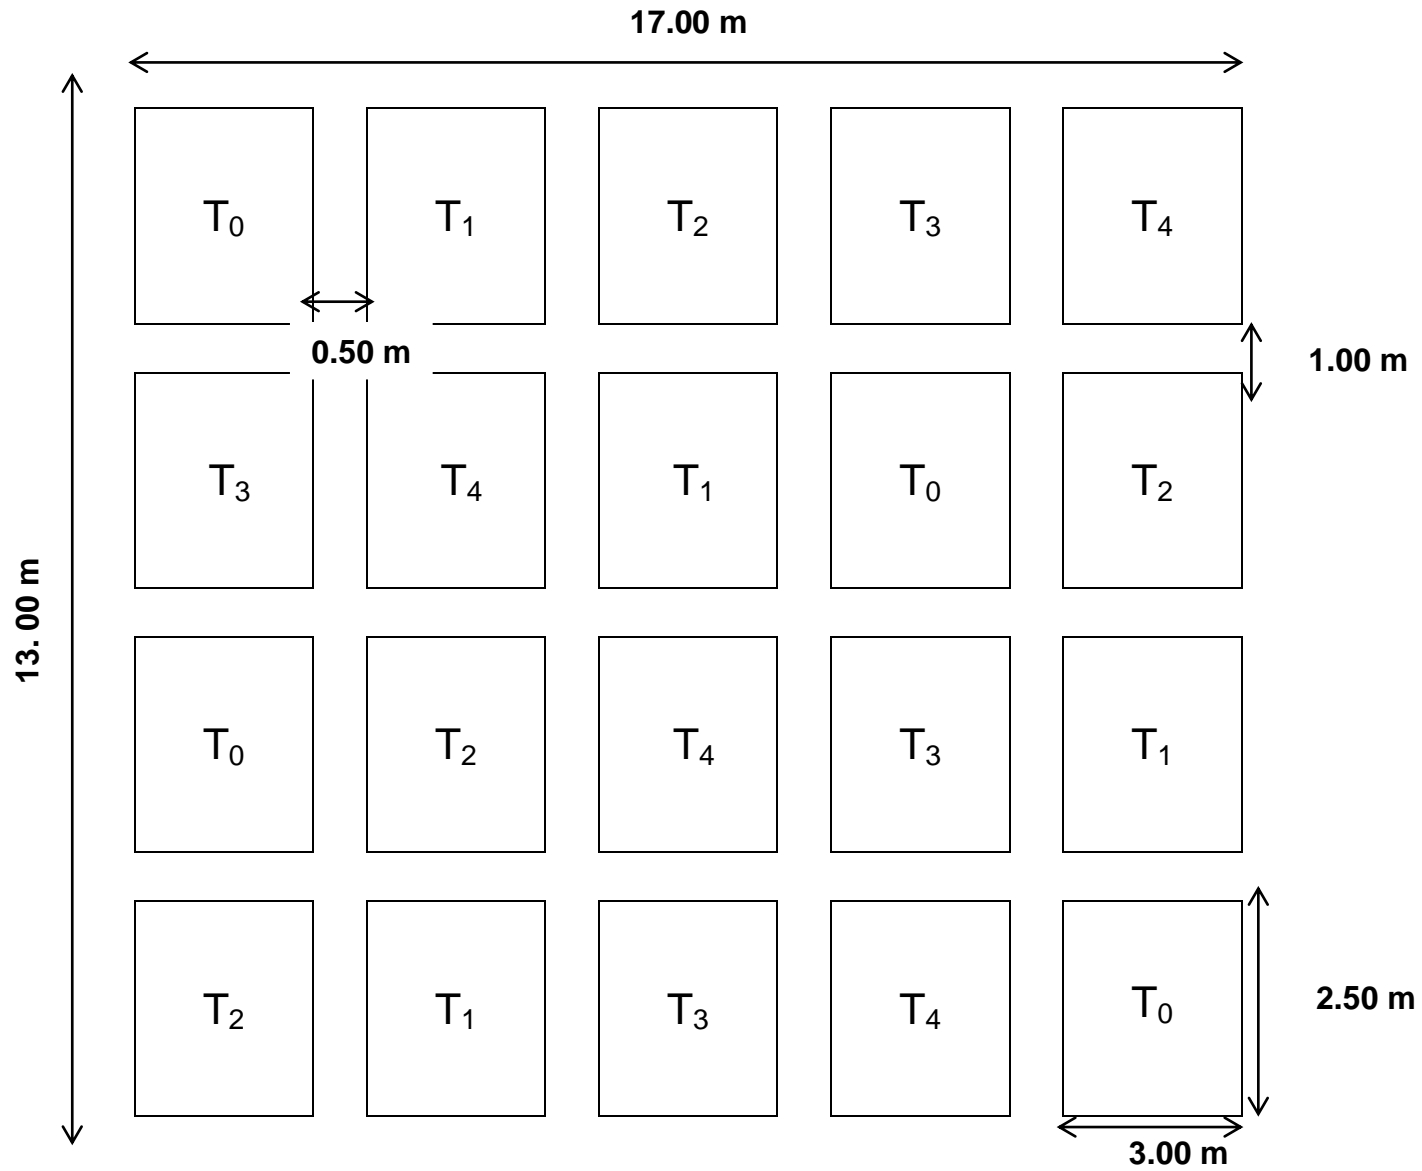 17.00 m
T₀ T₁ T₂ T₃ T₄
0.50 m
1.00 m
T₃ T₄ T₁ T₀ T₂
13. 00 m
T₀ T₂ T₄ T₃ T₁
T₂ T₁ T₃ T₄ T₀
2.50 m
3.00 m